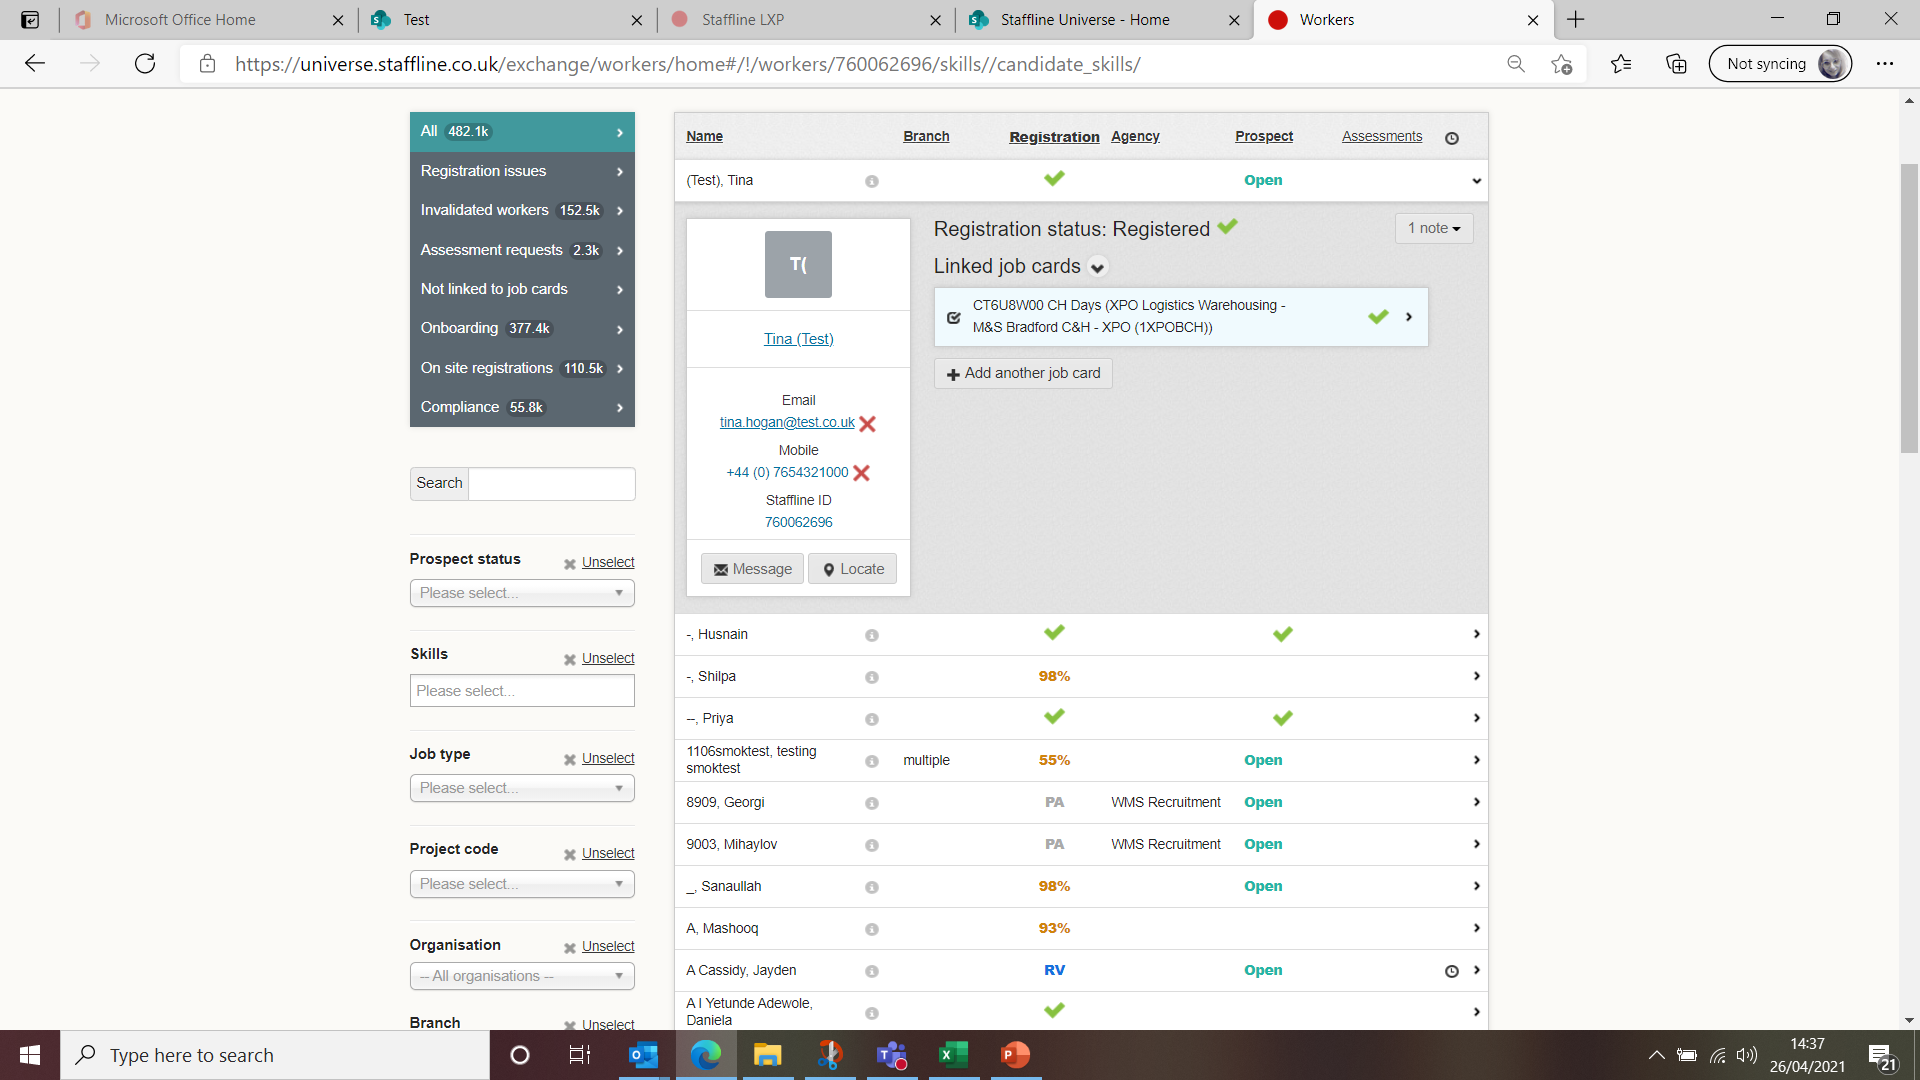 Microsoft Office Home
Test
Staffline LXP
Staffline Universe - Home
Workers
https://universe.staffline.co.uk/exchange/workers/home#/!/workers/760062696/skills//candidate_skills/
Not syncing
All 482.1k
Registration issues
Invalidated workers 152.5k
Assessment requests 2.3k
Not linked to job cards
Onboarding 377.4k
On site registrations 110.5k
Compliance 55.8k
Search
Prospect status Unselect
Please select...
Skills Unselect
Please select...
Job type Unselect
Please select...
Project code Unselect
Please select...
Organisation Unselect
-- All organisations --
Branch Unselect
Name Branch Registration Agency Prospect Assessments
(Test), Tina Open
T(
Tina (Test)
Email
tina.hogan@test.co.uk
Mobile
+44 (0) 7654321000
Staffline ID
760062696
Message Locate
Registration status: Registered
1 note
Linked job cards
CT6U8W00 CH Days (XPO Logistics Warehousing -
M&S Bradford C&H - XPO (1XPOBCH))
Add another job card
-, Husnain
-, Shilpa 98%
--, Priya
1106smoktest, testing
smoktest multiple 55% Open
8909, Georgi PA WMS Recruitment Open
9003, Mihaylov PA WMS Recruitment Open
_, Sanaullah 98% Open
A, Mashooq 93%
A Cassidy, Jayden RV Open
A I Yetunde Adewole,
Daniela
Type here to search
14:37
26/04/2021
21